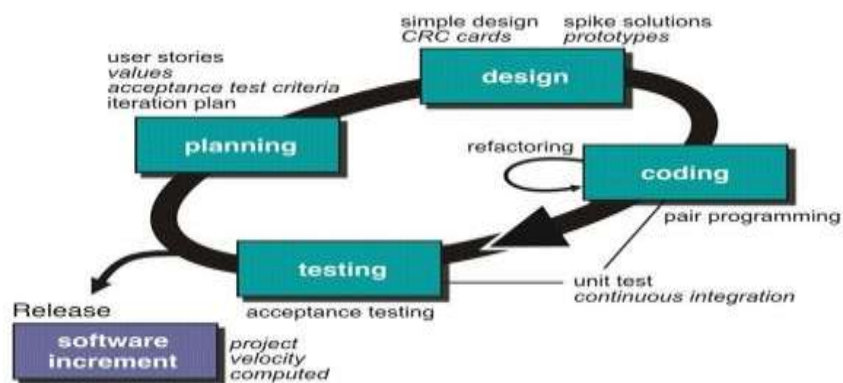 simple design
CRC cards
spike solutions
prototypes
design
user stories
values
acceptance test criteria
iteration plan
planning
refactoring
coding
pair programming
testing
acceptance testing
unit test
continuous integration
Release
software
increment
project
velocity
computed